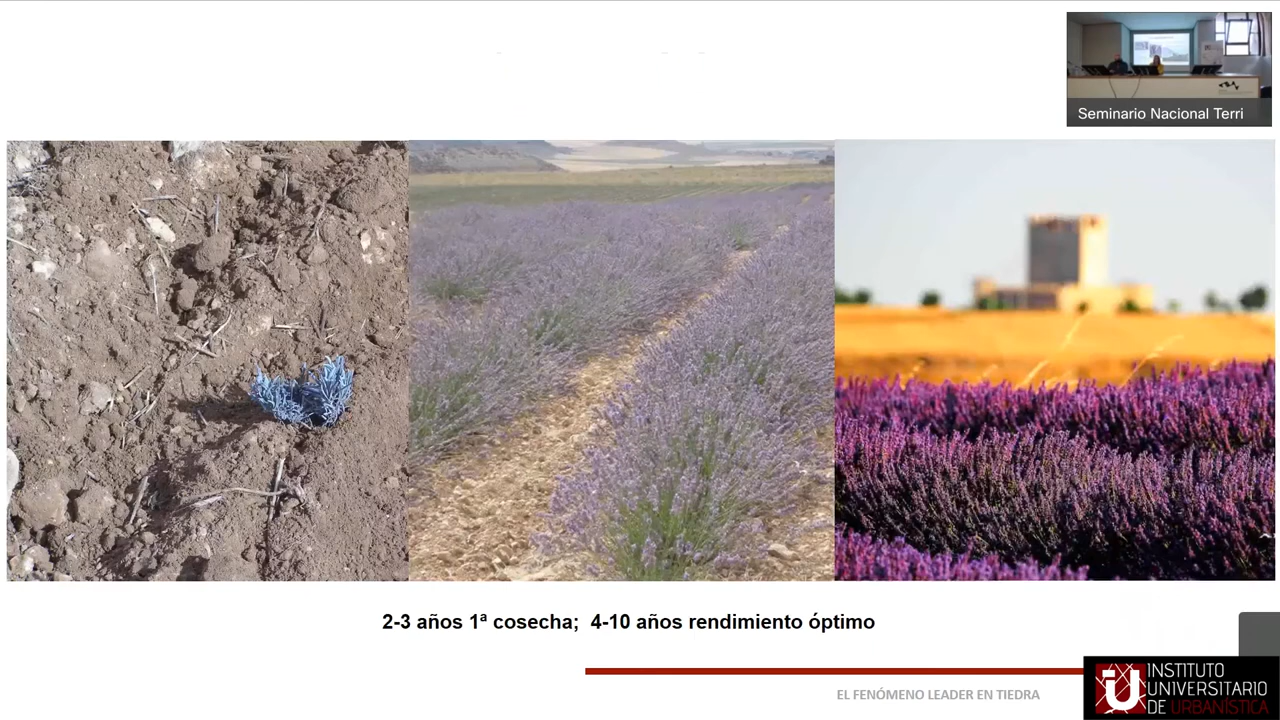 Seminario Nacional Terri
2-3 años 1ª cosecha; 4-10 años rendimiento óptimo
EL FENÓMENO LEADER EN TIEDRA
iU
INSTITUTO
UNIVERSITARIO
DE URBANÍSTICA